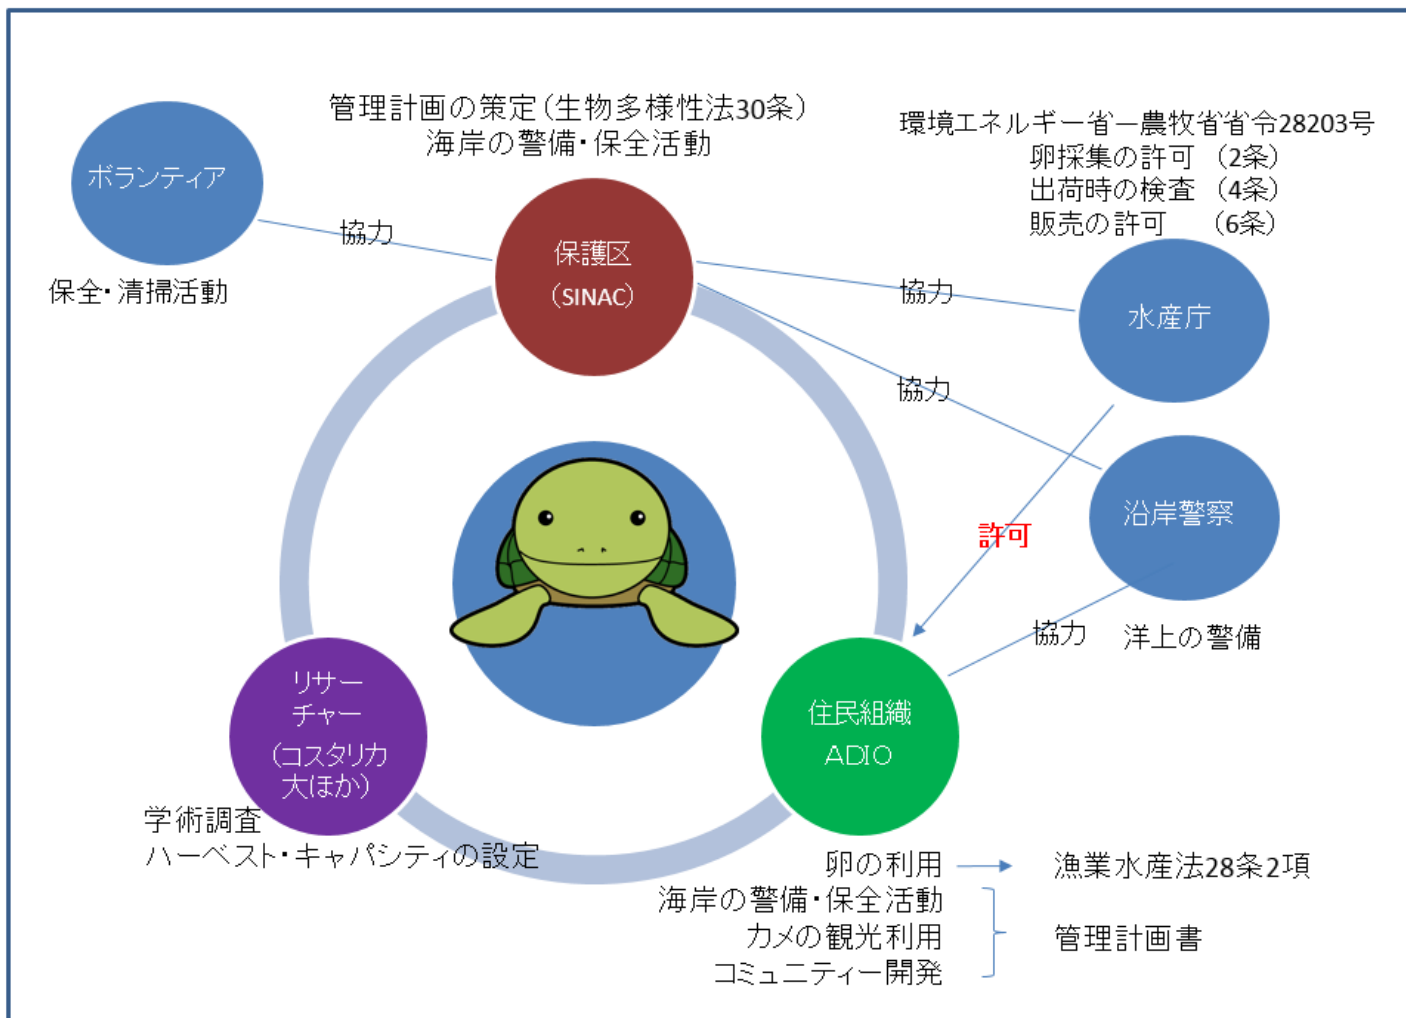 管理計画の策定（生物多様性法30条）
海岸の警備・保全活動
環境エネルギー省－農牧省省令28203号
卵採集の許可　（2条）
出荷時の検査　（4条）
販売の許可　　（6条）
ボランティア
協力
保全・清掃活動
保護区
（SINAC）
協力
水産庁
協力
沿岸警察
許可
協力
洋上の警備
リサー
チャー
（コスタリカ
大ほか）
学術調査
ハーベスト・キャパシティの設定
住民組織
ADIO
卵の利用
漁業水産法28条2項
海岸の警備・保全活動
カメの観光利用
管理計画書
コミュニティー開発